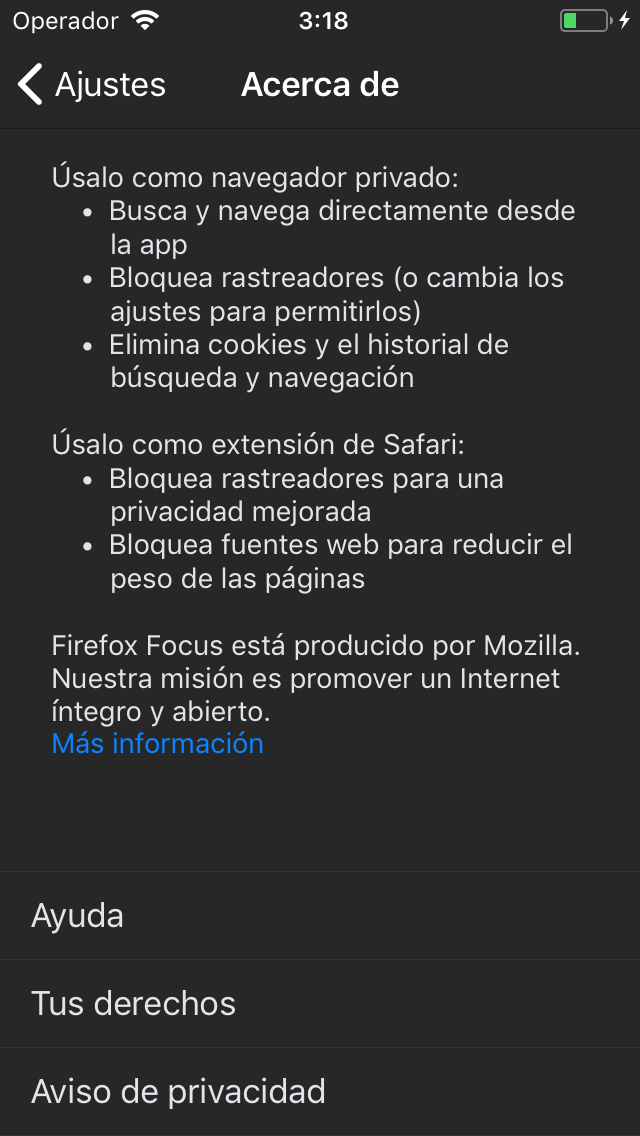 Operador 3:18
Ajustes Acerca de
Úsalo como navegador privado:
• Busca y navega directamente desde
la app
• Bloquea rastreadores (o cambia los
ajustes para permitirlos)
• Elimina cookies y el historial de
búsqueda y navegación
Úsalo como extensión de Safari:
• Bloquea rastreadores para una
privacidad mejorada
• Bloquea fuentes web para reducir el
peso de las páginas
Firefox Focus está producido por Mozilla.
Nuestra misión es promover un Internet
íntegro y abierto.
Más información
Ayuda
Tus derechos
Aviso de privacidad